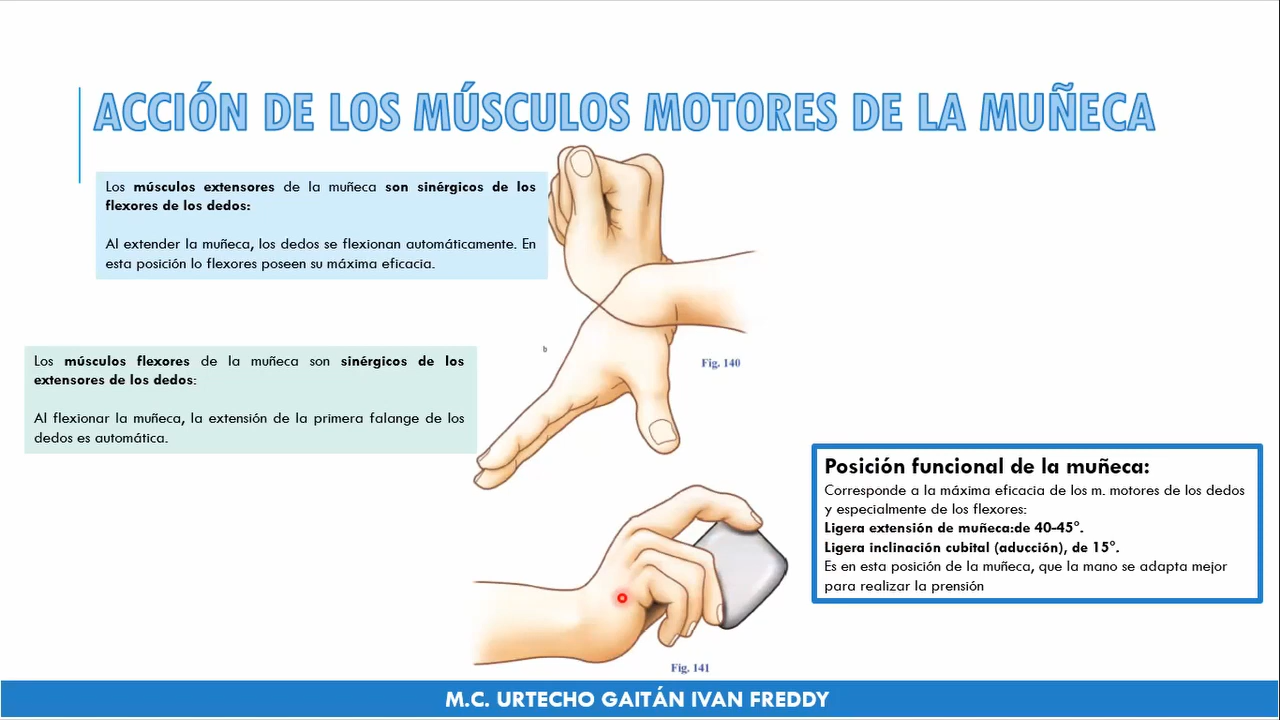 ACCIÓN DE LOS MÚSCULOS MOTORES DE LA MUÑECA
Los músculos extensores de la muñeca son sinérgicos de los
flexores de los dedos:
Al extender la muñeca, los dedos se flexionan automáticamente. En
esta posición lo flexores poseen su máxima eficacia.
b
Fig. 140
Los músculos flexores de la muñeca son sinérgicos de los
extensores de los dedos:
Al flexionar la muñeca, la extensión de la primera falange de los
dedos es automática.
Posición funcional de la muñeca:
Corresponde a la máxima eficacia de los m. motores de los dedos
y especialmente de los flexores:
Ligera extensión de muñeca:de 40-45°.
Ligera inclinación cubital (aducción), de 15°.
Es en esta posición de la muñeca, que la mano se adapta mejor
para realizar la prensión
Fig. 141
M.C. URTECHO GAITÁN IVAN FREDDY